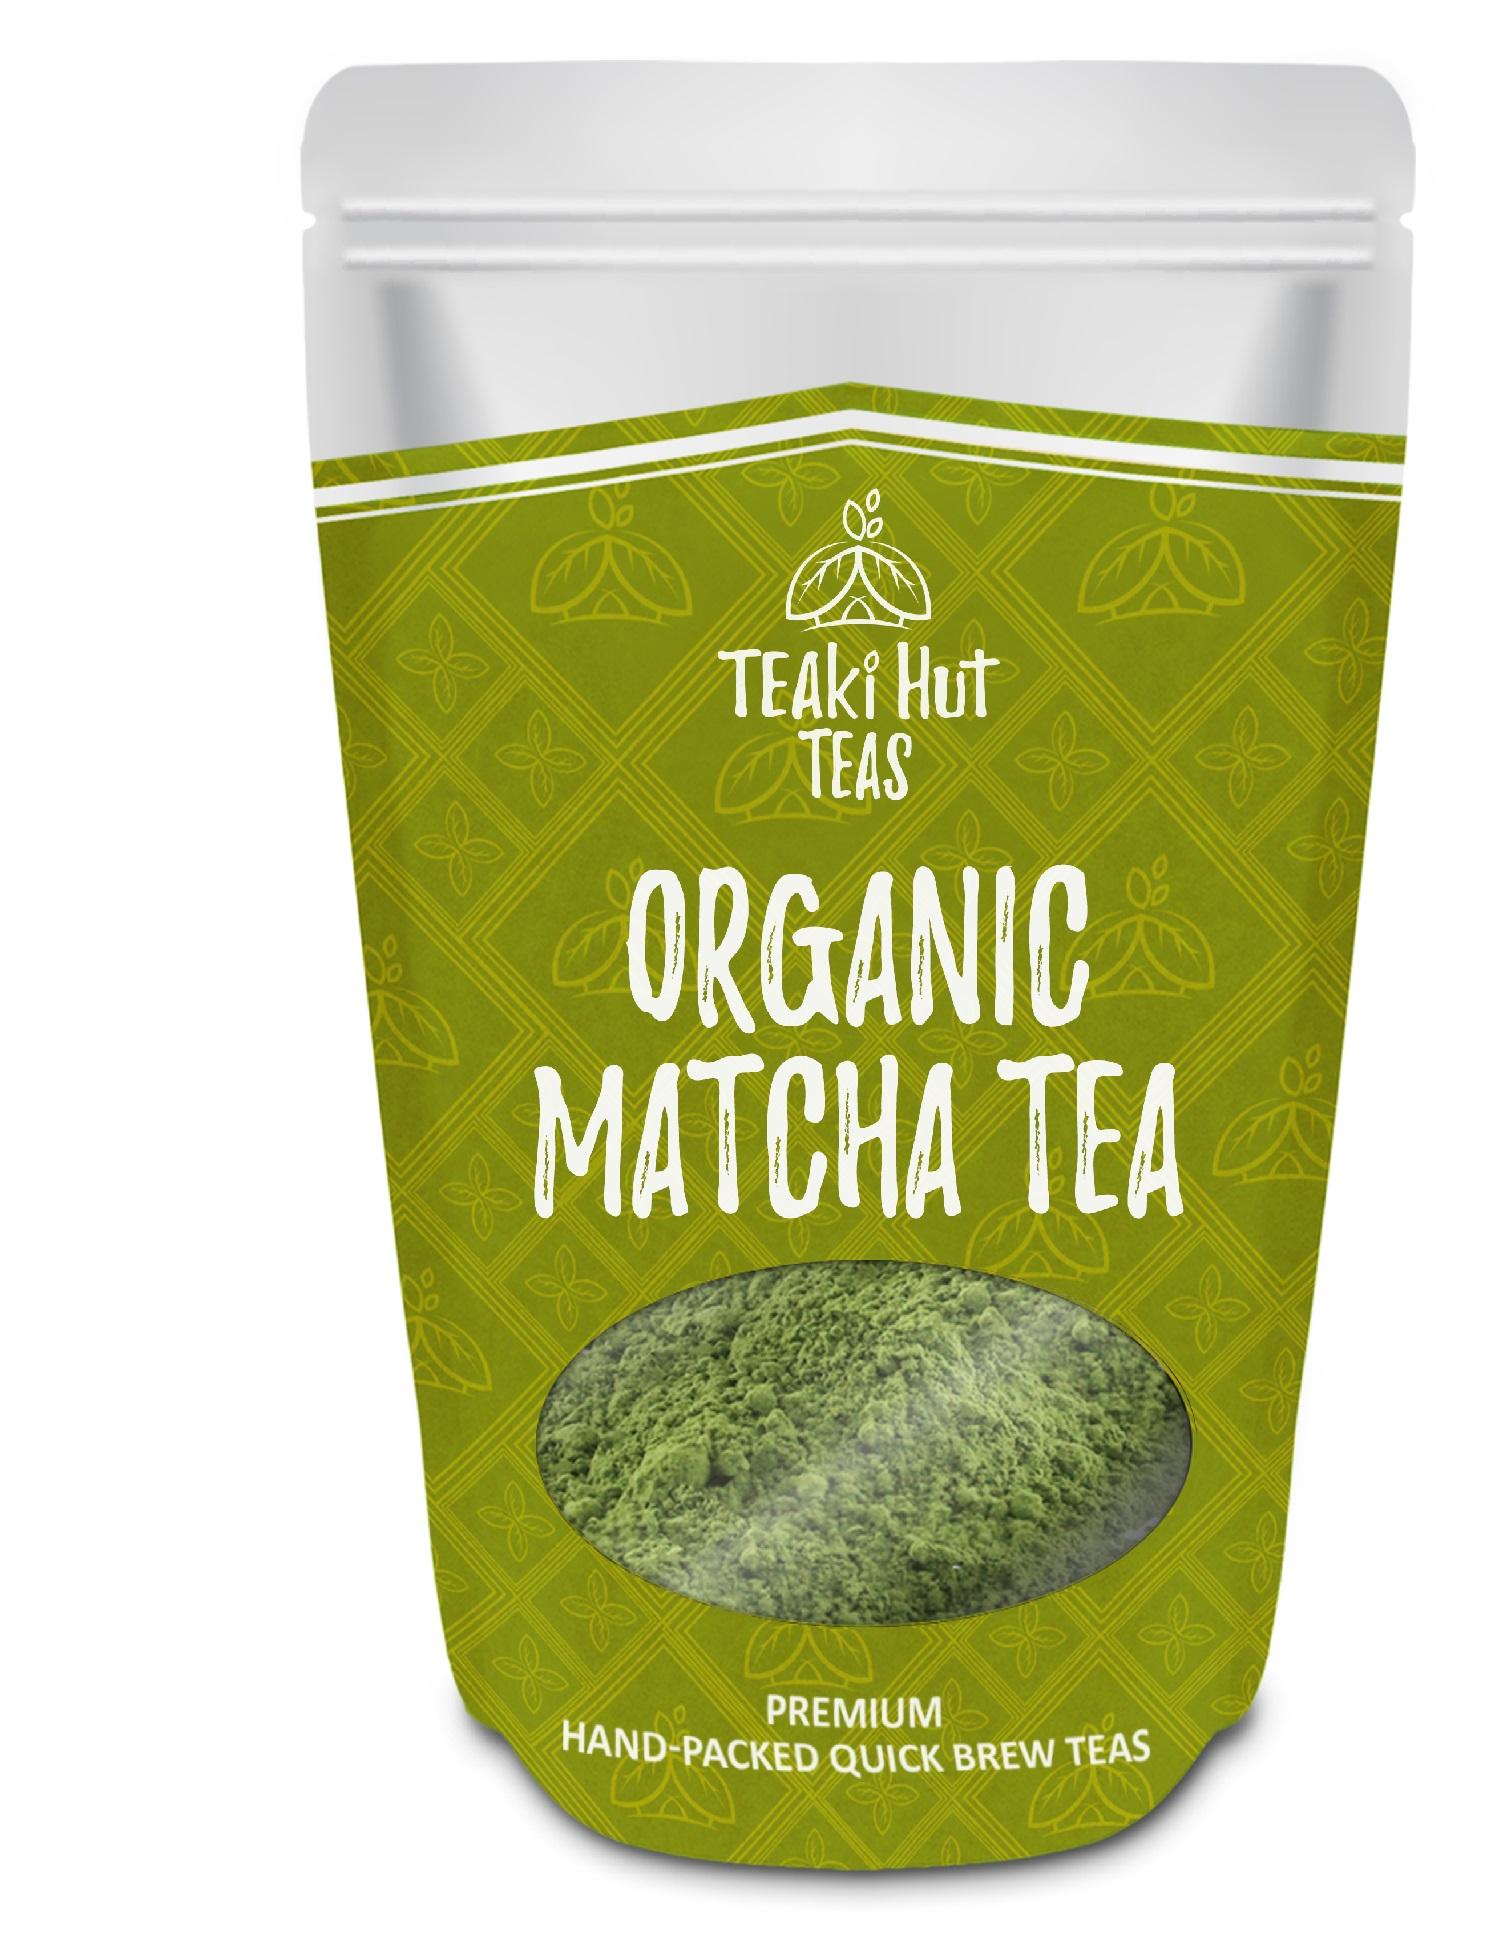 TEAki Hut
TEAS
ORGANIC
MATCHA TEA
PREMIUM
HAND-PACKED QUICK BREW TEAS